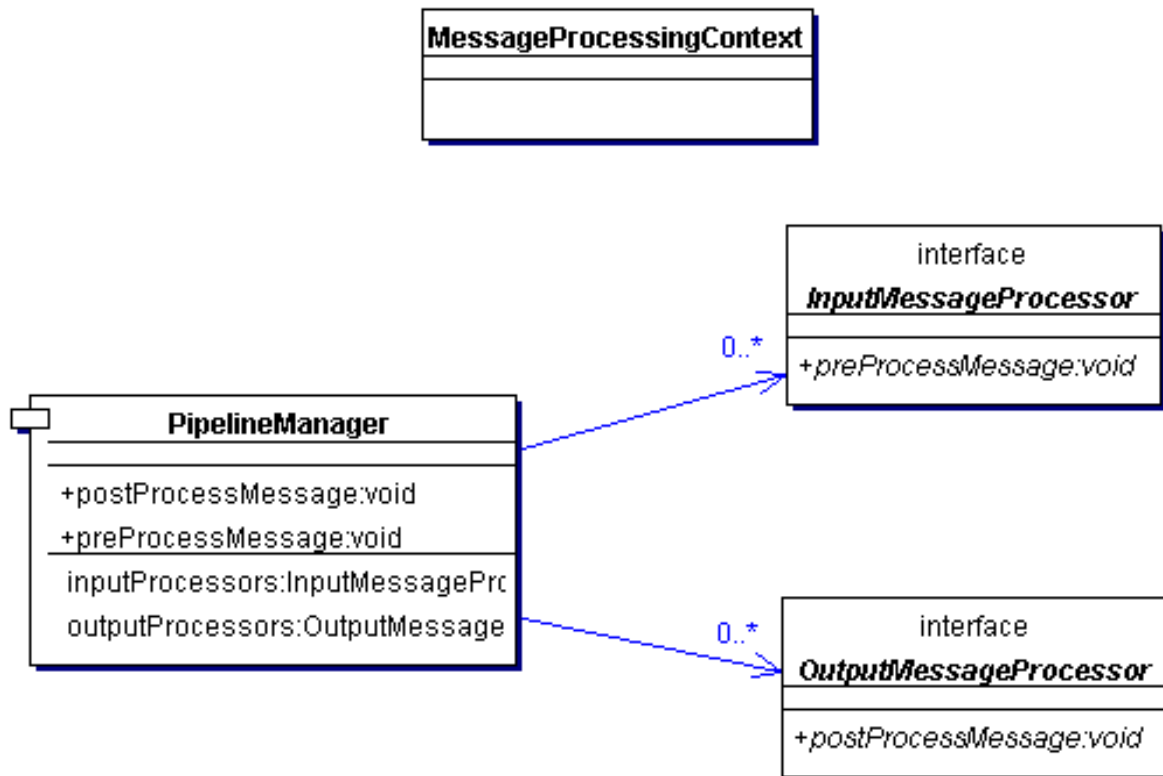 MessageProcessingContext
interface
InputMessageProcessor
0..*
+preProcessMessage:void
PipelineManager
+postProcessMessage:void
+preProcessMessage:void
inputProcessors:InputMessagePro
outputProcessors:OutputMessage
0..*
interface
OutputMessageProcessor
+postProcessMessage:void